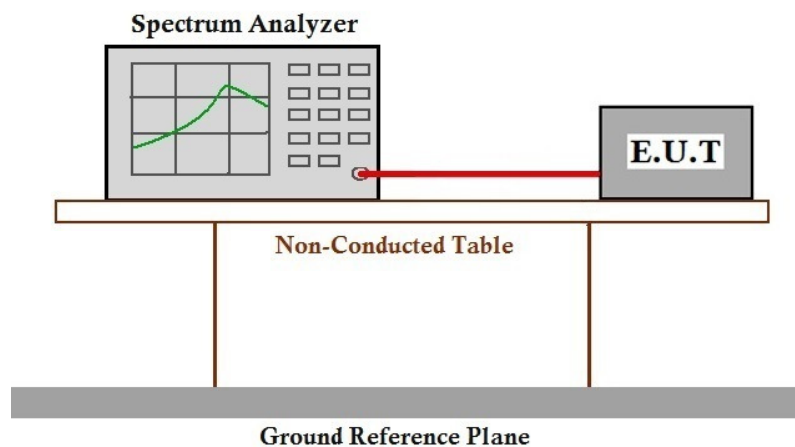 Spectrum Analyzer
E.U.T
Non-Conducted Table
Ground Reference Plane